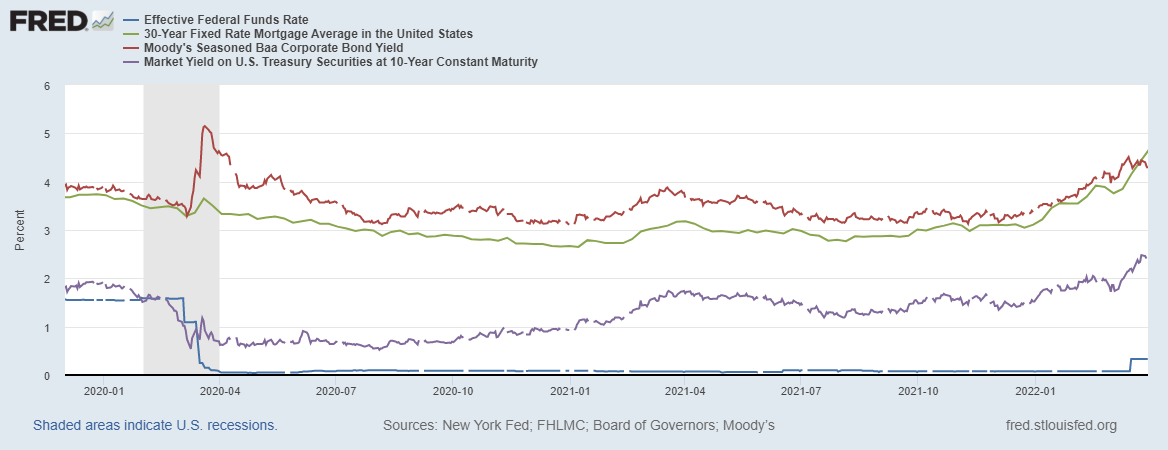 FRED
Effective Federal Funds Rate
30-Year Fixed Rate Mortgage Average in the United States
Moody's Seasoned Baa Corporate Bond Yield
Market Yield on U.S. Treasury Securities at 10-Year Constant Maturity
Percent
6
5
4
3
2
1
0
2020-01 2020-04 2020-07 2020-10 2021-01 2021-04 2021-07 2021-10 2022-01
Shaded areas indicate U.S. recessions. Sources: New York Fed; FHLMC; Board of Governors; Moody's fred.stlouisfed.org